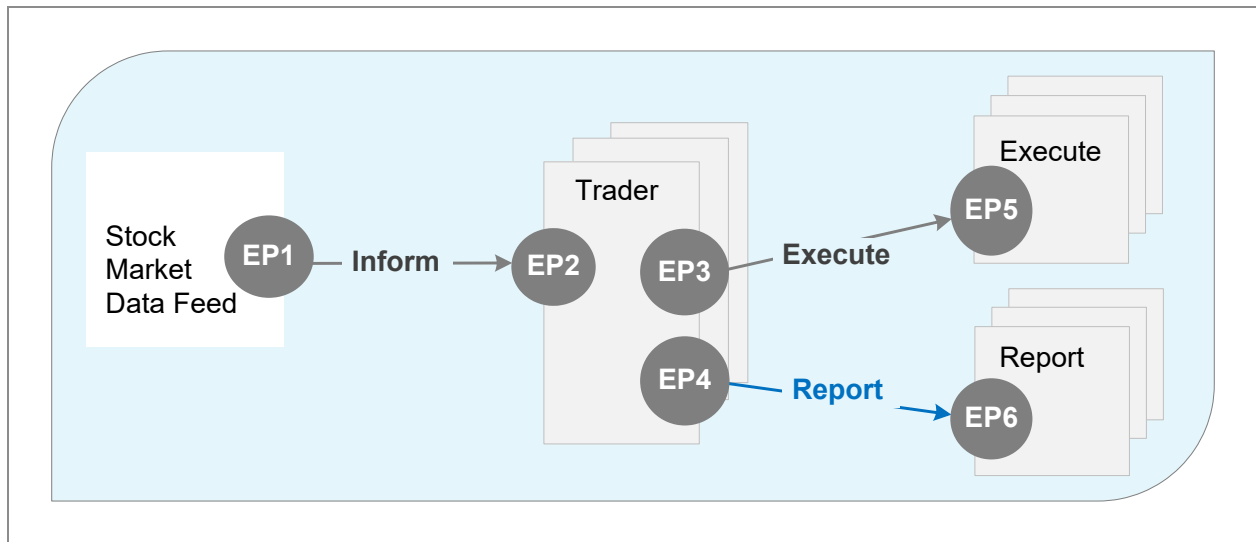 Stock
Market
Data Feed
EP1
Inform
Trader
EP2
EP3
EP4
Execute
Report
Execute
EP5
Report
EP6